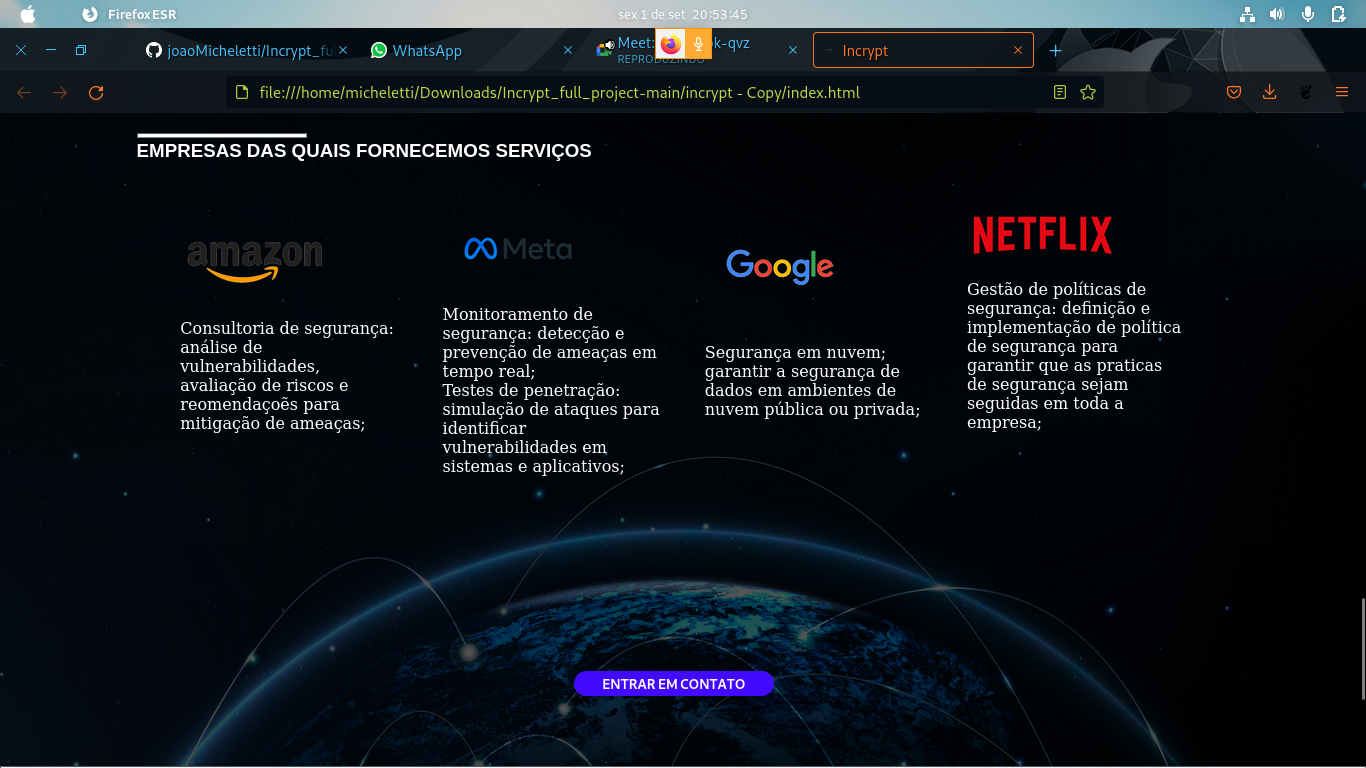 Firefox ESR
sex 1 de set 20:53:45
joaoMicheletti/Incrypt_fu
WhatsApp
Meet:
ok-qvz
REPRODUZINDO
Incrypt
file:///home/micheletti/Downloads/Incrypt_full_project-main/incrypt - Copy/index.html
EMPRESAS DAS QUAIS FORNECEMOS SERVIÇOS
amazon
Consultoria de segurança:
análise de
vulnerabilidades,
avaliação de riscos e
reomendaçoẽs para
mitigação de ameaças;
Meta
Monitoramento de
segurança: detecção e
prevenção de ameaças em
tempo real;
Testes de penetração:
simulação de ataques para
identificar
vulnerabilidades em
sistemas e aplicativos;
Google
Segurança em nuvem;
garantir a segurança de
dados em ambientes de
nuvem pública ou privada;
NETFLIX
Gestão de políticas de
segurança: definição e
implementação de política
de segurança para
garantir que as praticas
de segurança sejam
seguidas em toda a
empresa;
ENTRAR EM CONTATO